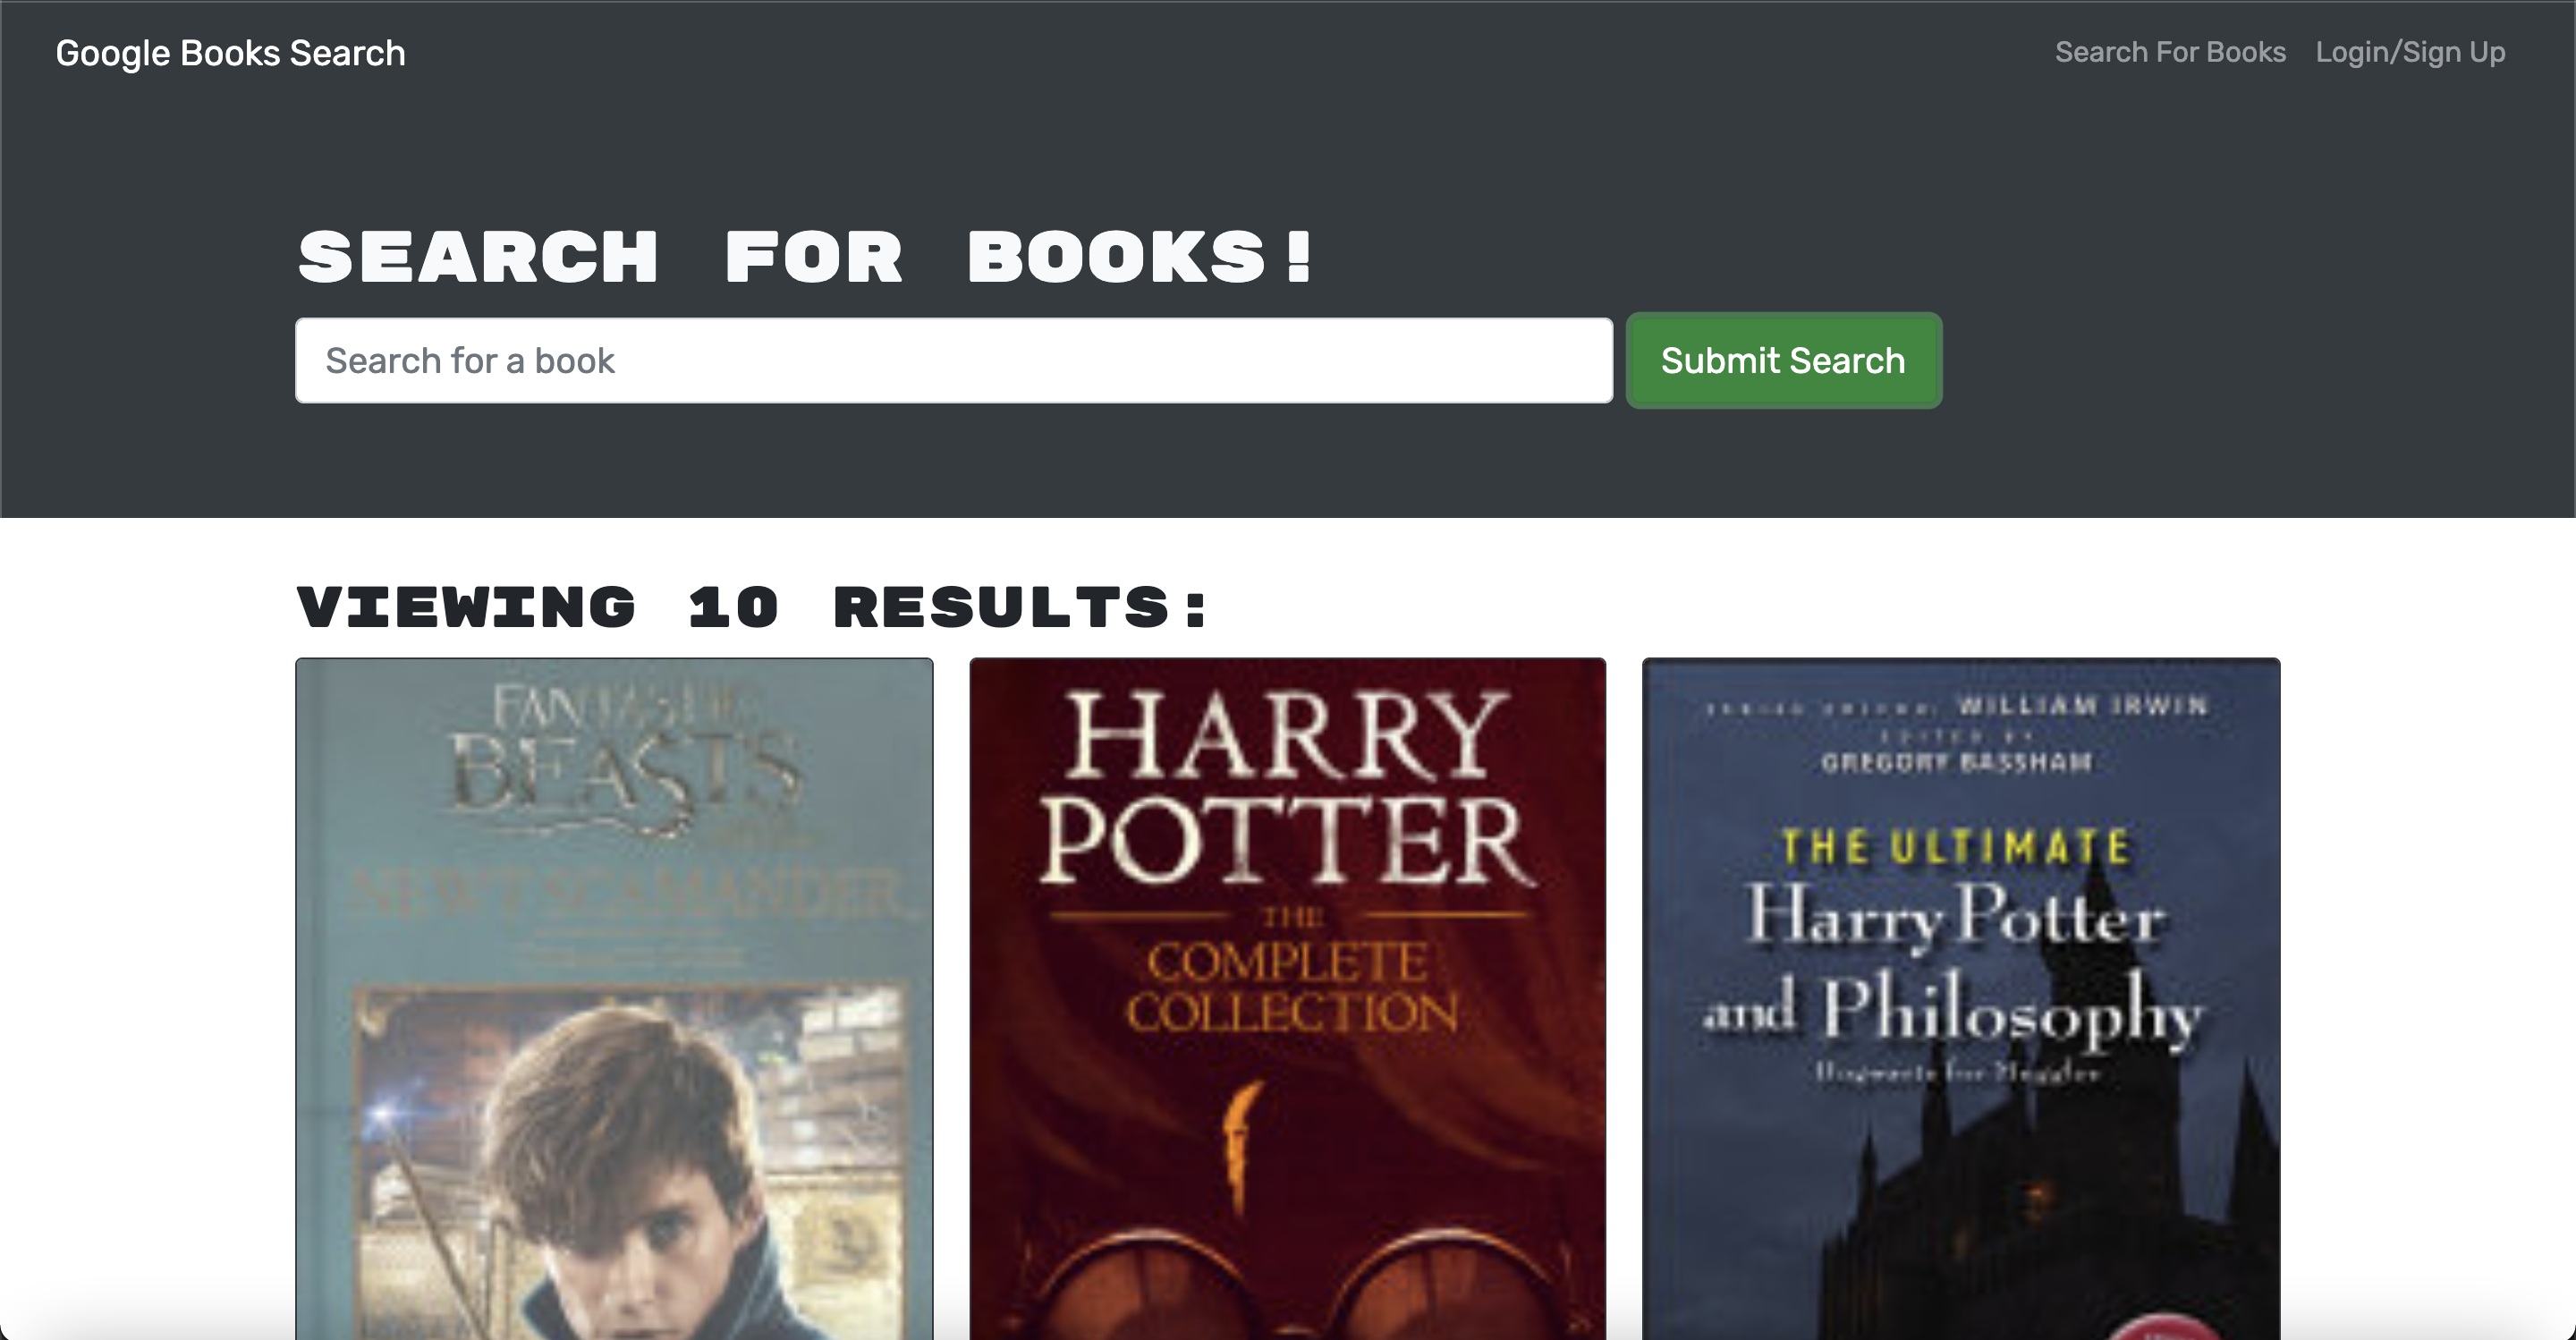 Google Books Search
Search For Books Login/Sign Up
SEARCH FOR BOOKS!
Search for a book
Submit Search
VIEWING 10 RESULTS:
FANTASTIC
BEASTS
NEWT SCAMANDER
HARRY
POTTER
THE
COMPLETE
COLLECTION
WILLIAM IRWIN
EDITED BY
GREGORY BASSHAM
THE ULTIMATE
Harry Potter
and Philosophy
Hogwarts for Muggles